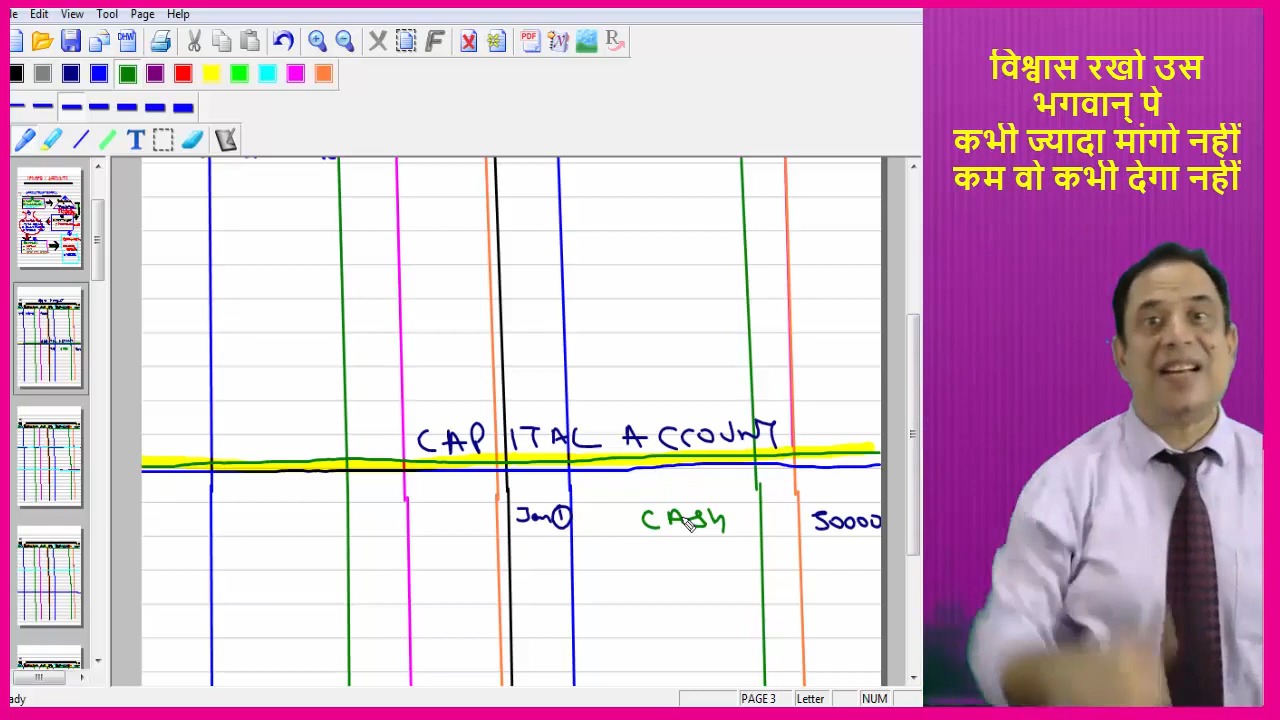 Edit View Tool Page Help
विश्वास रखो उस
भगवान् पे
कभी ज्यादा मांगो नहीं
कम वो कभी देगा नहीं
CAPITAL ACCOUNT
Jan ① CASH 50000
PAGE 3 Letter NUM